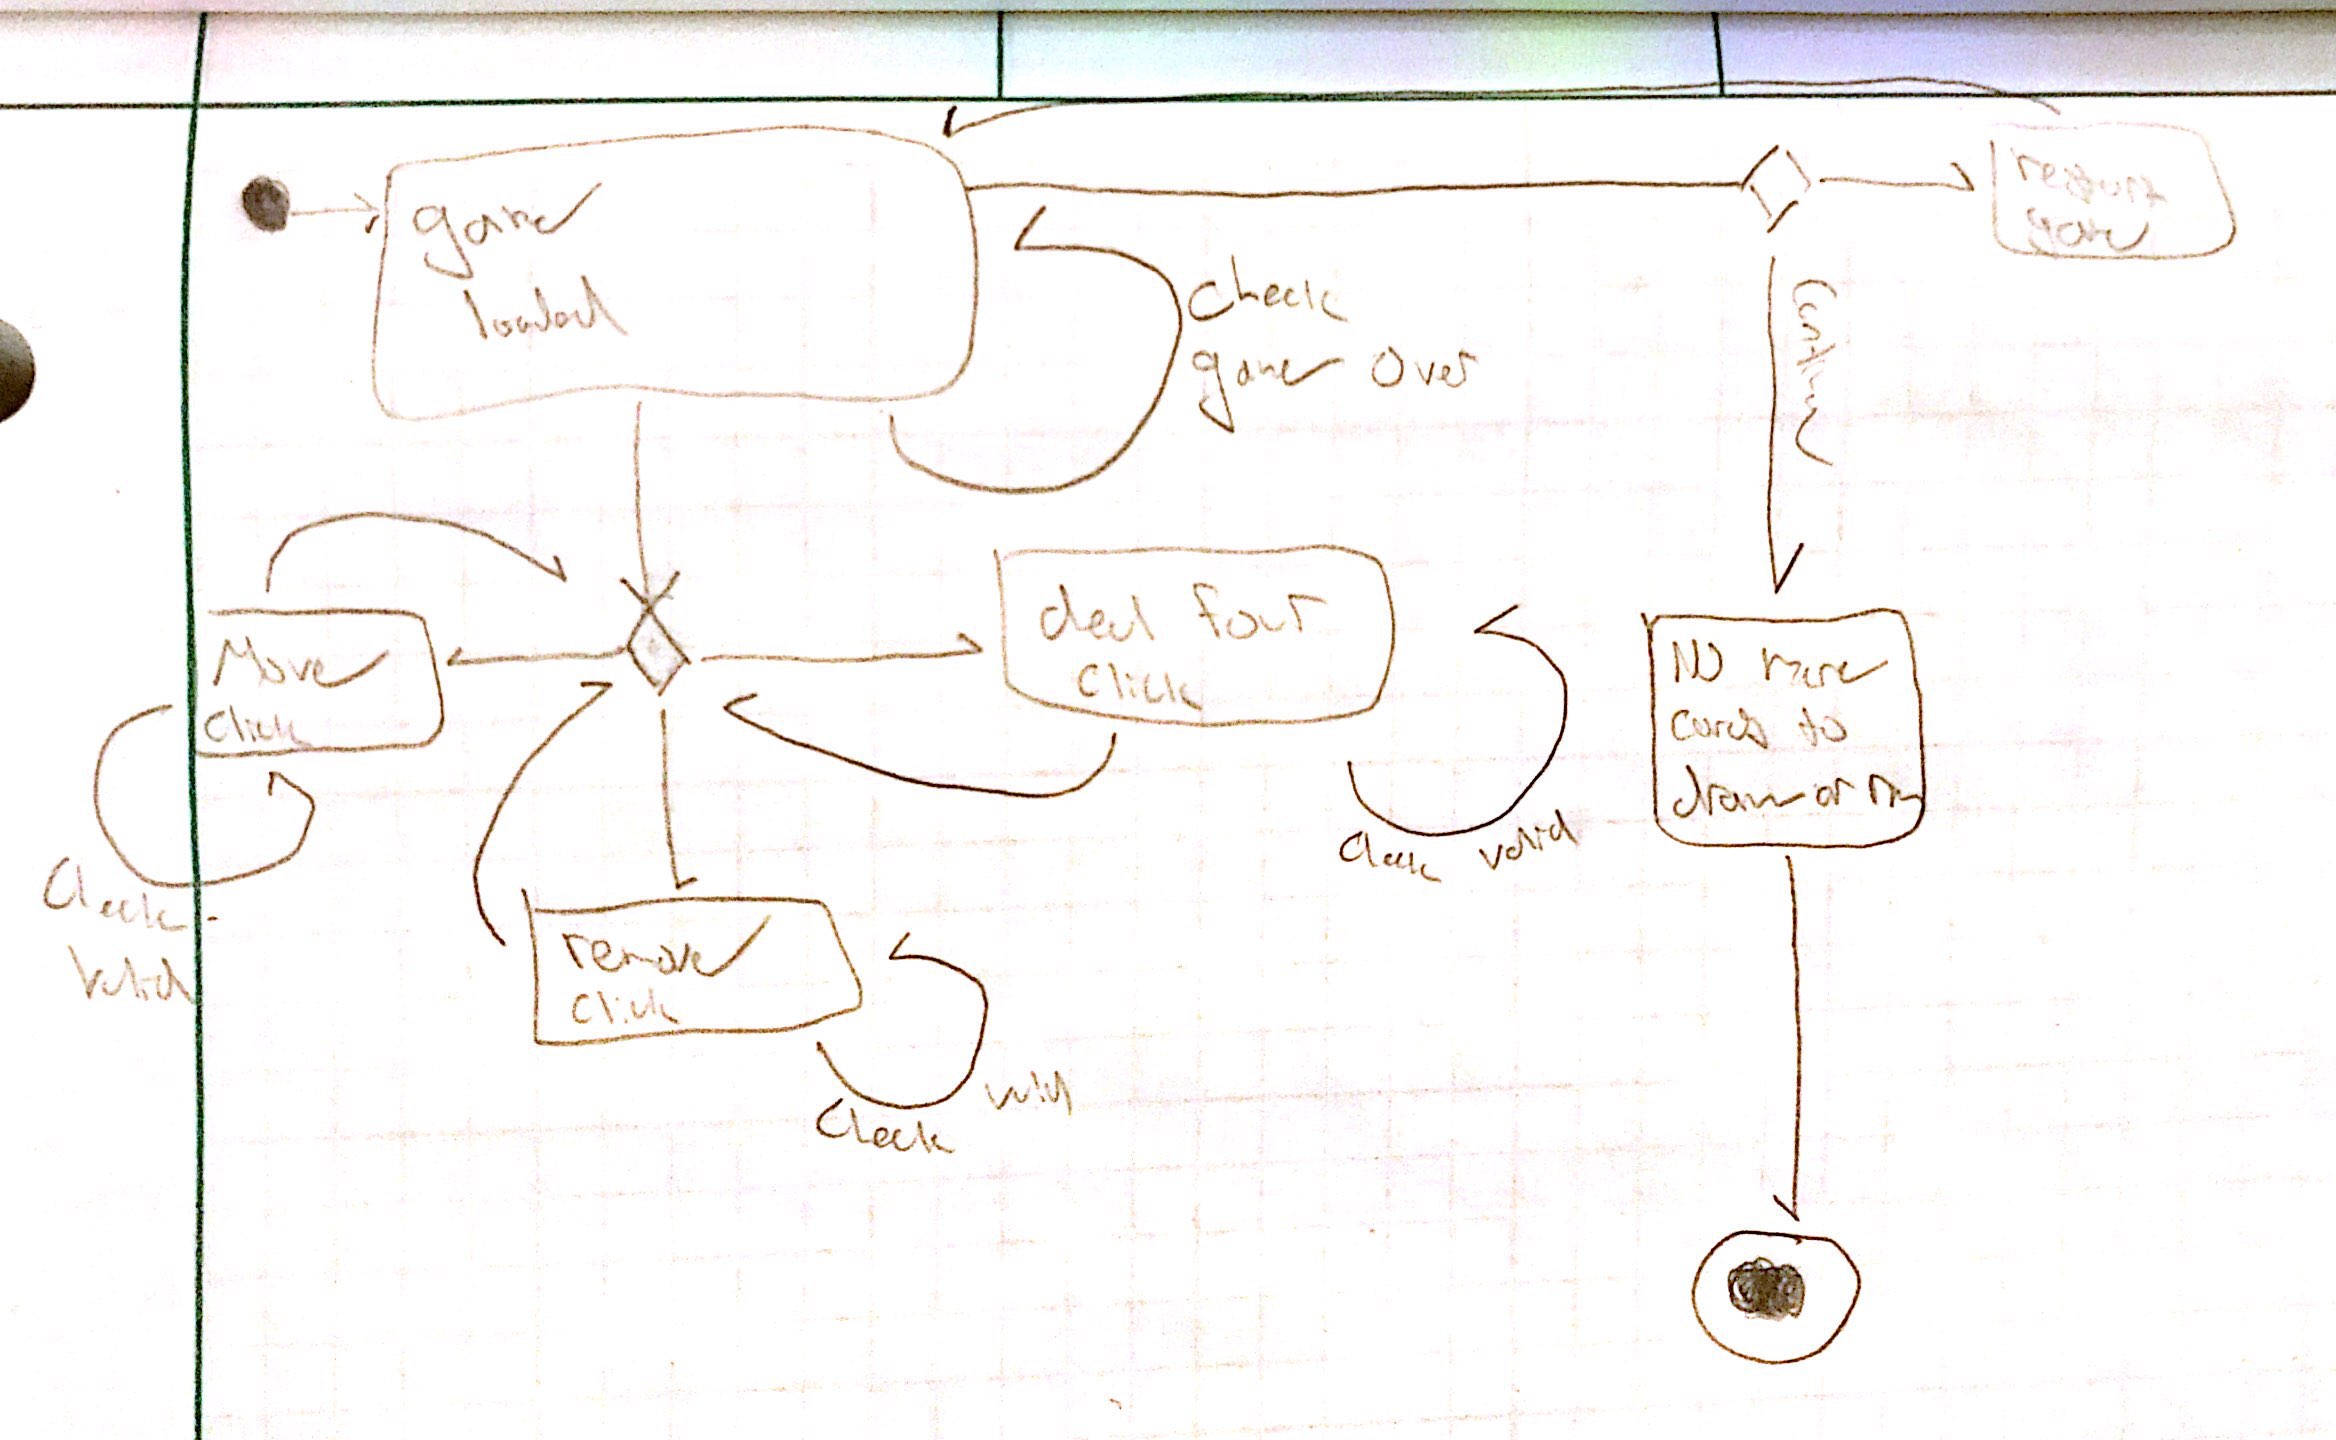 game
loaded
restart
game
Check
game Over
Continue
Move
Click
deal four
Click
No more
cards to
draw or
Check
Valid
Check valid
remove
Click
Check valid